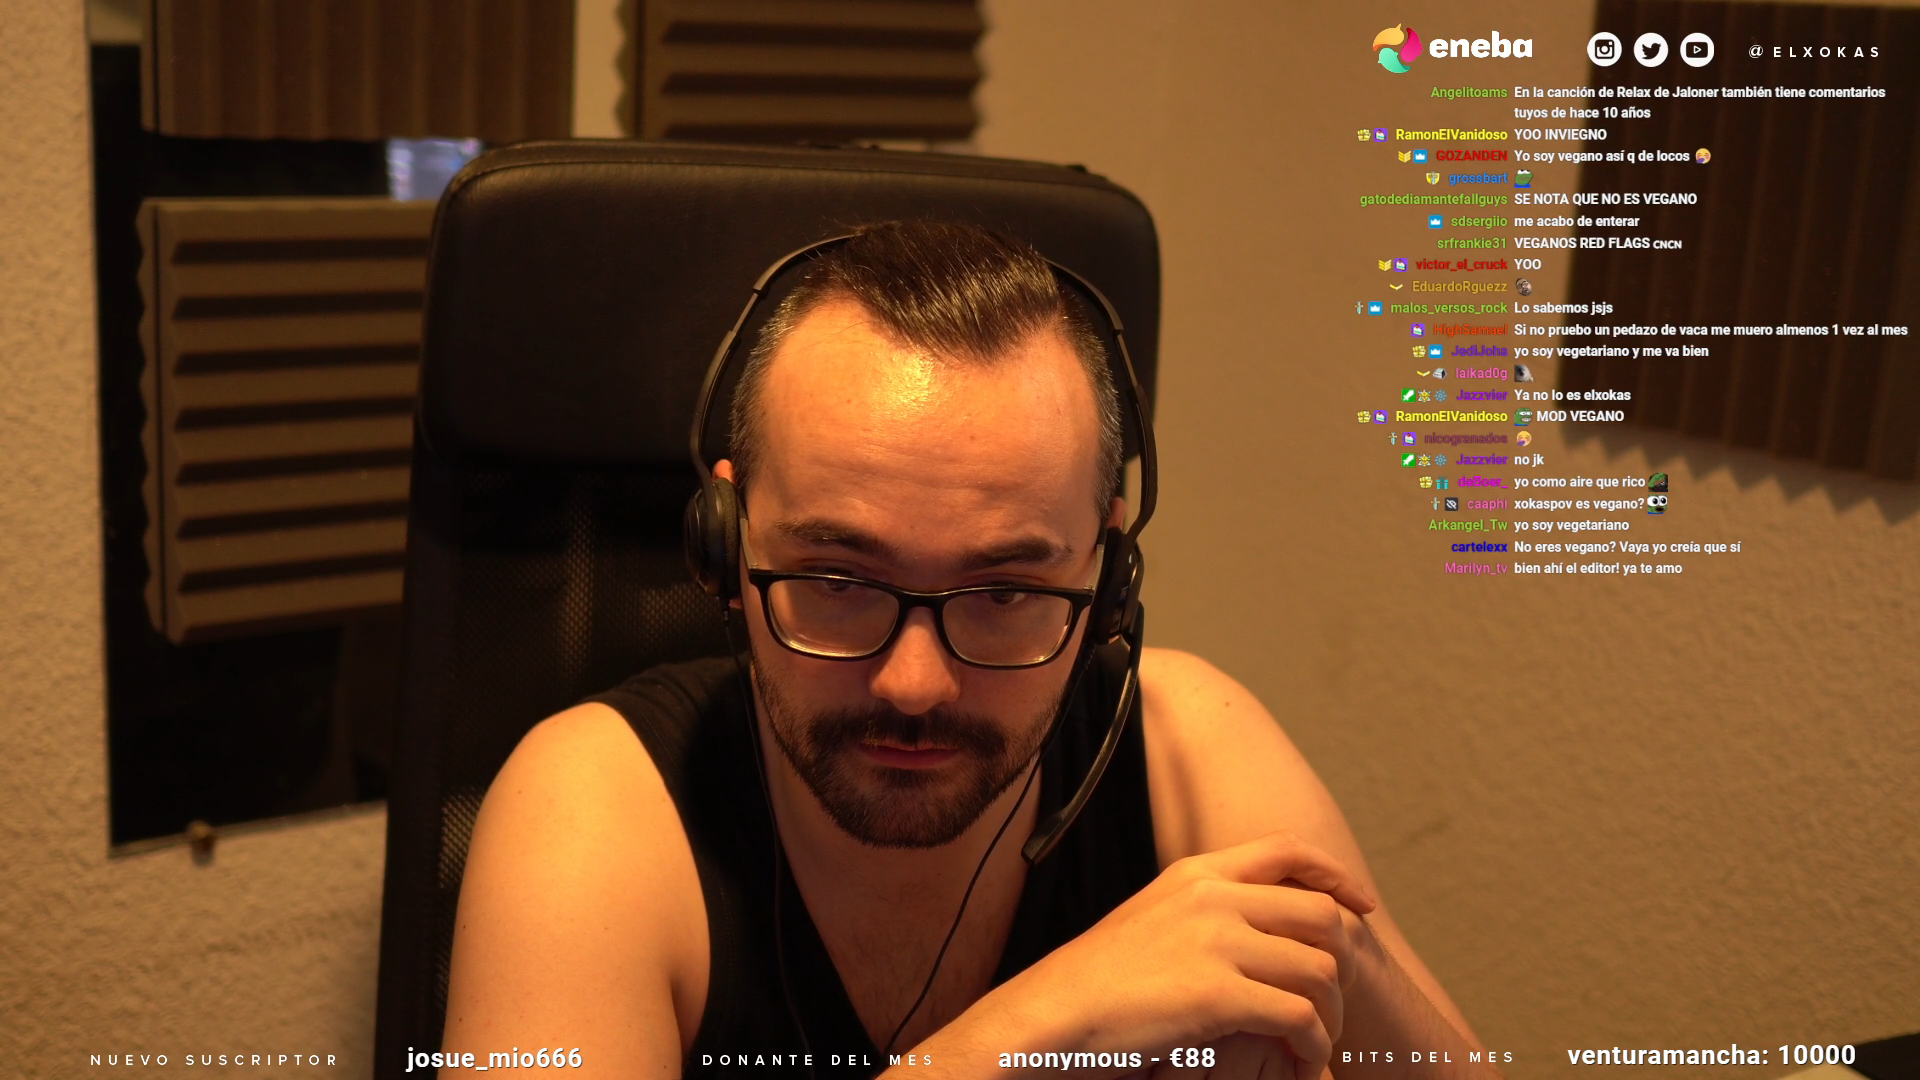 eneba
@ELXOKAS
Angelitoams En la canción de Relax de Jaloner también tiene comentarios
tuyos de hace 10 años
RamonElVanidoso YOO INVIEGNO
GOZANDEN Yo soy vegano así q de locos
grossbart
gatodediamantefallguys SE NOTA QUE NO ES VEGANO
sdsergiio me acabo de enterar
srfrankie31 VEGANOS RED FLAGS CNCN
victor_el_cruck YOO
EduardoRguezz
malos_versos_rock Lo sabemos jsjs
HighSamael Si no pruebo un pedazo de vaca me muero almenos 1 vez al mes
JediJoha yo soy vegetariano y me va bien
laikad0g
Jazzvier Ya no lo es elxokas
RamonElVanidoso MOD VEGANO
nicogranados
Jazzvier no jk
deBoer_ yo como aire que rico
caaphi xokaspov es vegano?
Arkangel_Tw yo soy vegetariano
cartelexx No eres vegano? Vaya yo creía que sí
Marilyn_tv bien ahí el editor! ya te amo
NUEVO SUSCRIPTOR josue_mio666 DONANTE DEL MES anonymous - €88 BITS DEL MES venturamancha: 10000